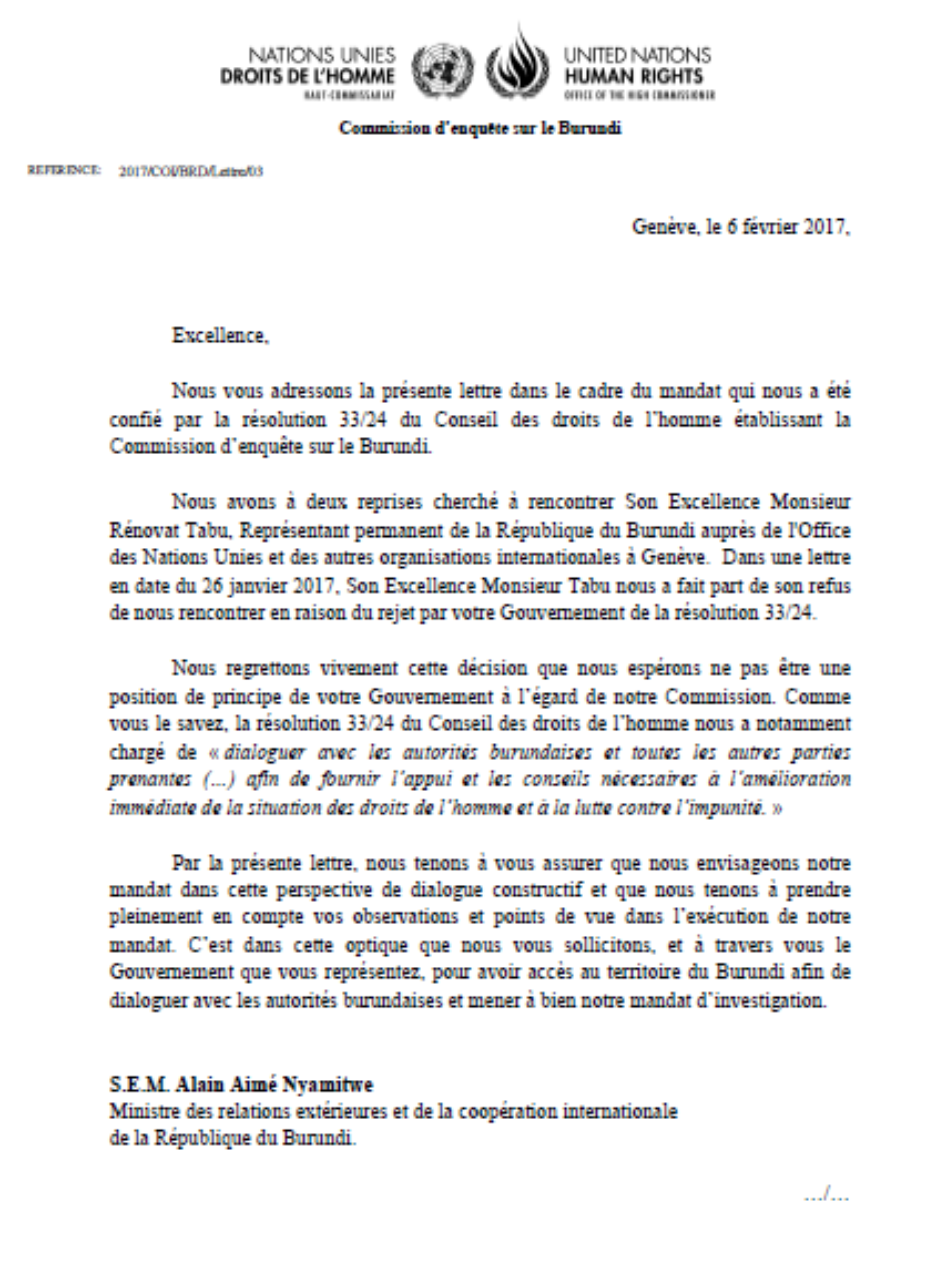 NATIONS UNIES
DROITS DE L'HOMME
HAUT-COMMISSARIAT
UNITED NATIONS
HUMAN RIGHTS
OFFICE OF THE HIGH COMMISSIONER
Commission d'enquête sur le Burundi
REFERENCE: 2017/COI/BRD/Lettre/03
Genève, le 6 février 2017,
Excellence,
Nous vous adressons la présente lettre dans le cadre du mandat qui nous a été
confié par la résolution 33/24 du Conseil des droits de l'homme établissant la
Commission d'enquête sur le Burundi.
Nous avons à deux reprises cherché à rencontrer Son Excellence Monsieur
Rénovat Tabu, Représentant permanent de la République du Burundi auprès de l'Office
des Nations Unies et des autres organisations internationales à Genève. Dans une lettre
en date du 26 janvier 2017, Son Excellence Monsieur Tabu nous a fait part de son refus
de nous rencontrer en raison du rejet par votre Gouvernement de la résolution 33/24.
Nous regrettons vivement cette décision que nous espérons ne pas être une
position de principe de votre Gouvernement à l'égard de notre Commission. Comme
vous le savez, la résolution 33/24 du Conseil des droits de l'homme nous a notamment
chargé de « dialoguer avec les autorités burundaises et toutes les autres parties
prenantes (...) afin de fournir l'appui et les conseils nécessaires à l'amélioration
immédiate de la situation des droits de l'homme et à la lutte contre l'impunité. »
Par la présente lettre, nous tenons à vous assurer que nous envisageons notre
mandat dans cette perspective de dialogue constructif et que nous tenons à prendre
pleinement en compte vos observations et points de vue dans l'exécution de notre
mandat. C'est dans cette optique que nous vous sollicitons, et à travers vous le
Gouvernement que vous représentez, pour avoir accès au territoire du Burundi afin de
dialoguer avec les autorités burundaises et mener à bien notre mandat d'investigation.
S.E.M. Alain Aimé Nyamitwe
Ministre des relations extérieures et de la coopération internationale
de la République du Burundi.
.../...